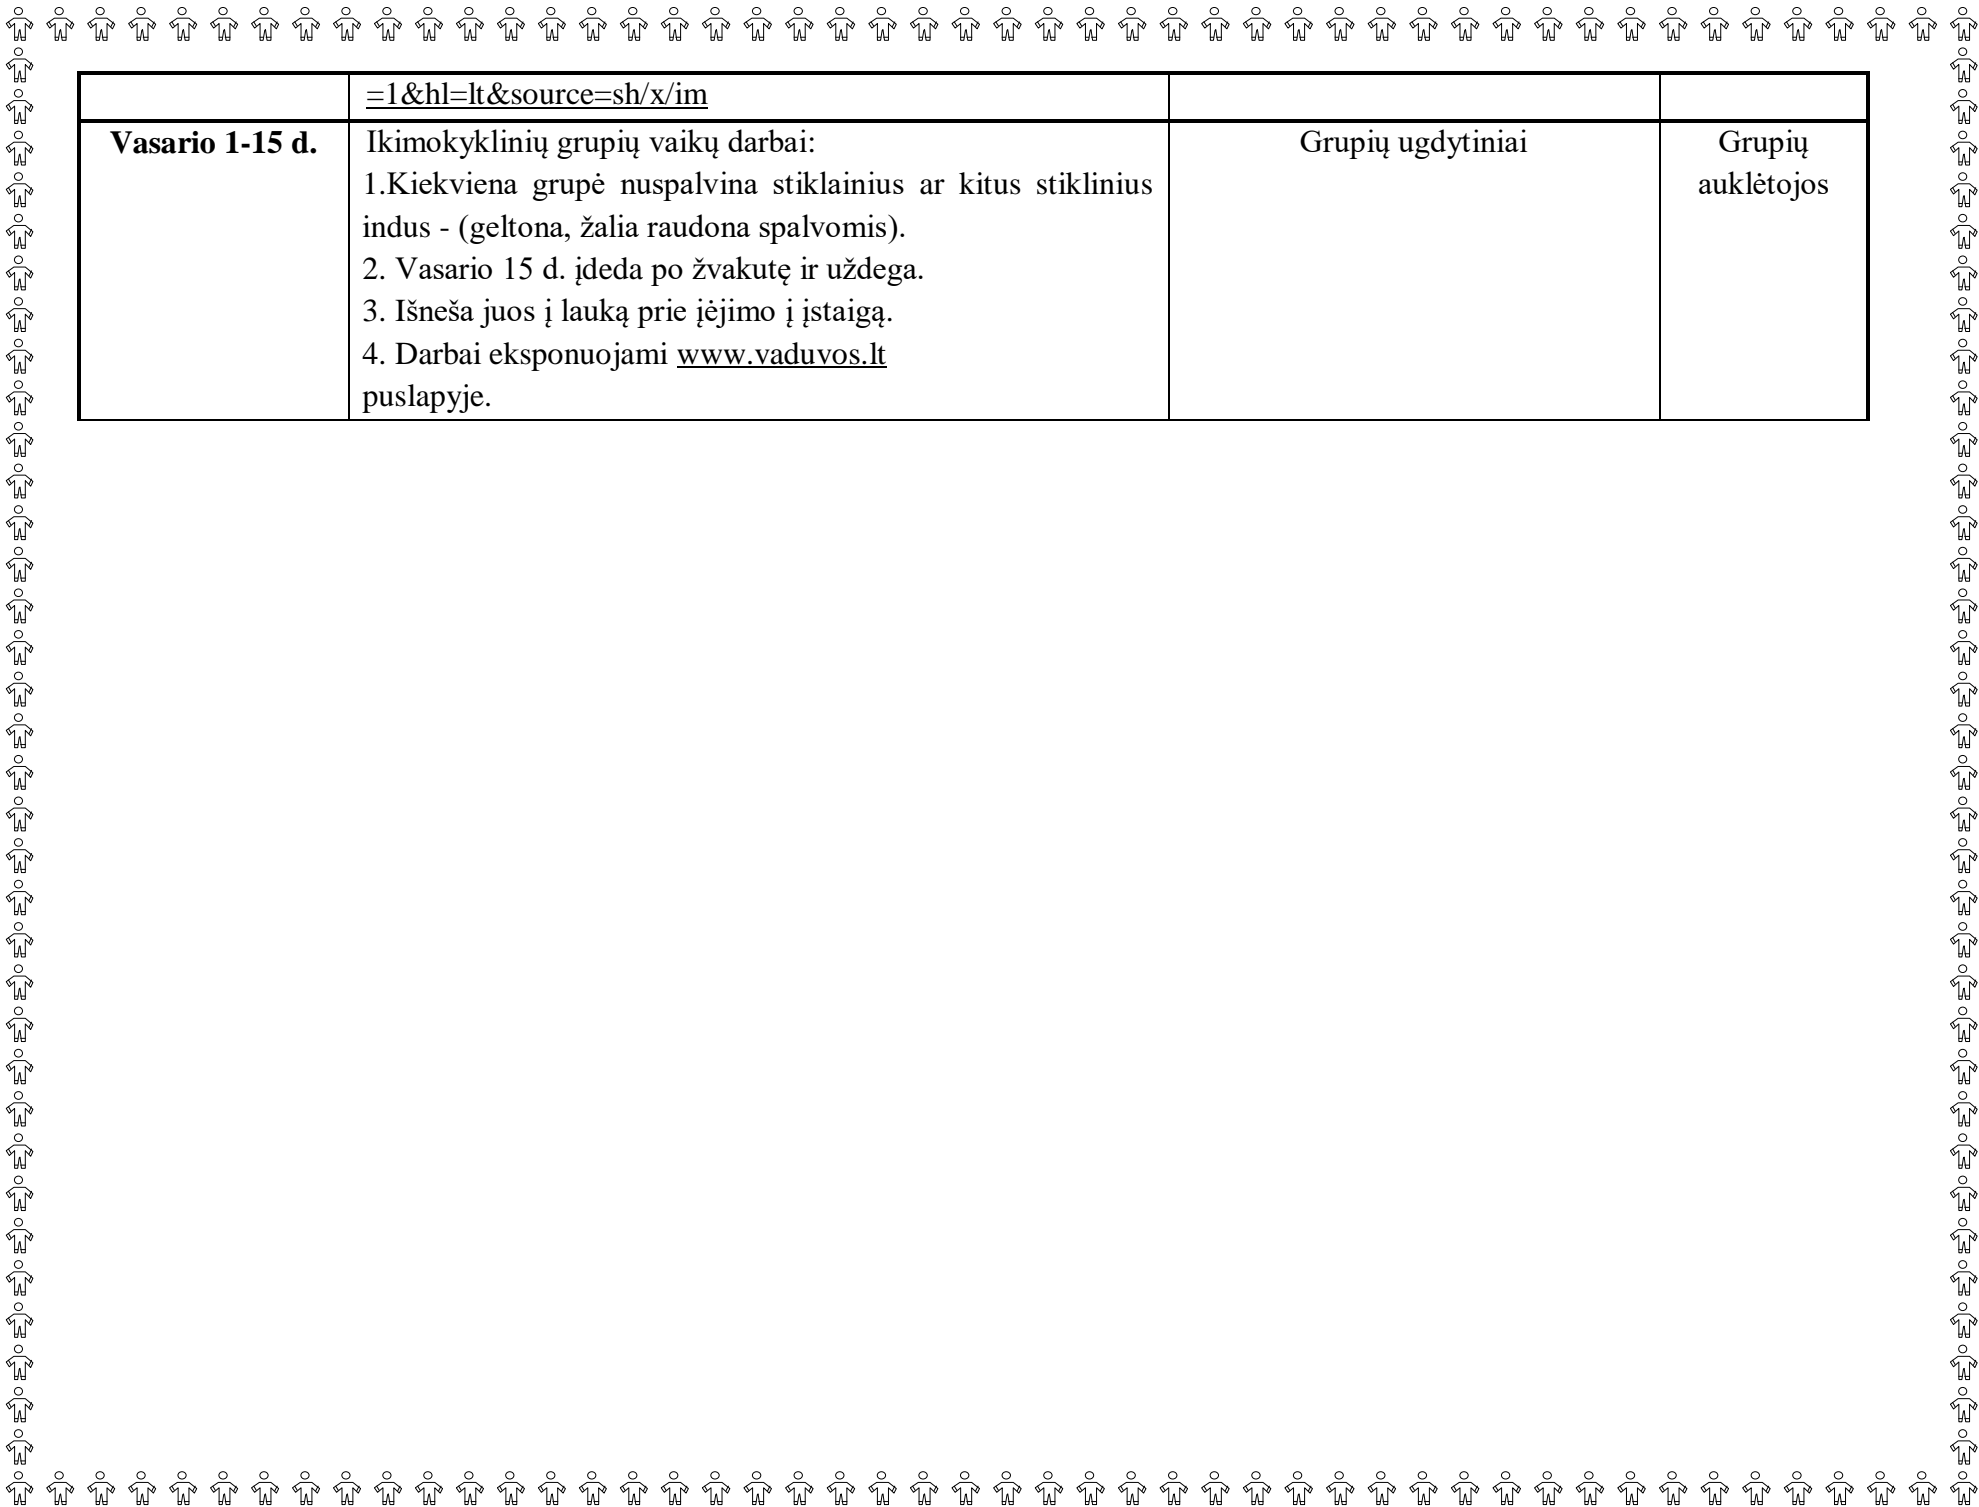 =1&hl=lt&source=sh/x/im
Vasario 1-15 d.
Ikimokyklinių grupių vaikų darbai:
1.Kiekviena grupė nuspalvina stiklainius ar kitus stiklinius
indus - (geltona, žalia raudona spalvomis).
2. Vasario 15 d. įdeda po žvakutę ir uždega.
3. Išneša juos į lauką prie įėjimo į įstaigą.
4. Darbai eksponuojami www.vaduvos.lt
puslapyje.
Grupių ugdytiniai
Grupių
auklėtojos